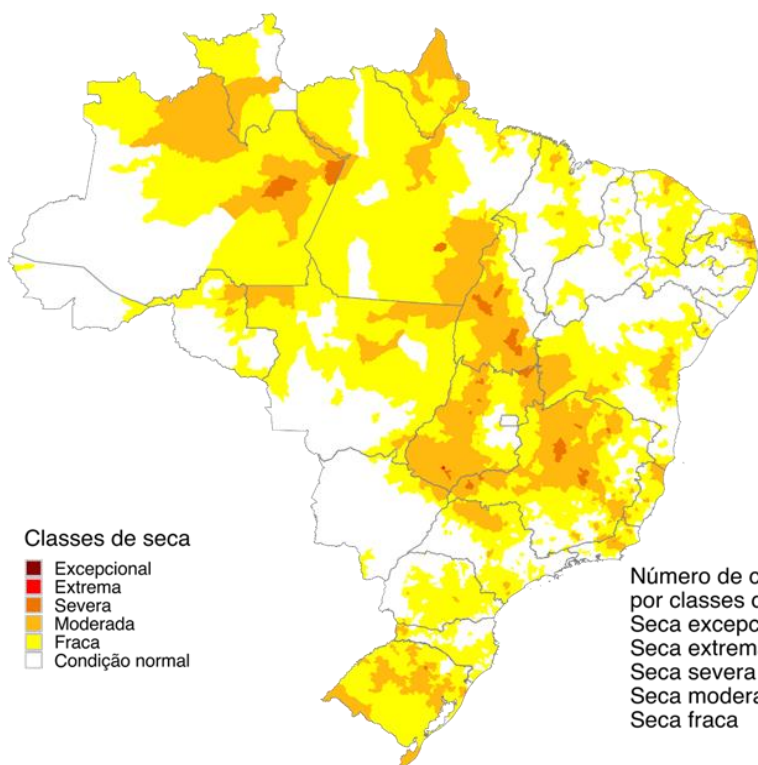 Classes de seca
Excepcional
Extrema
Severa
Moderada
Fraca
Condição normal
Número de
por classes
Seca
Seca extrema
Seca severa
Seca
Seca fraca